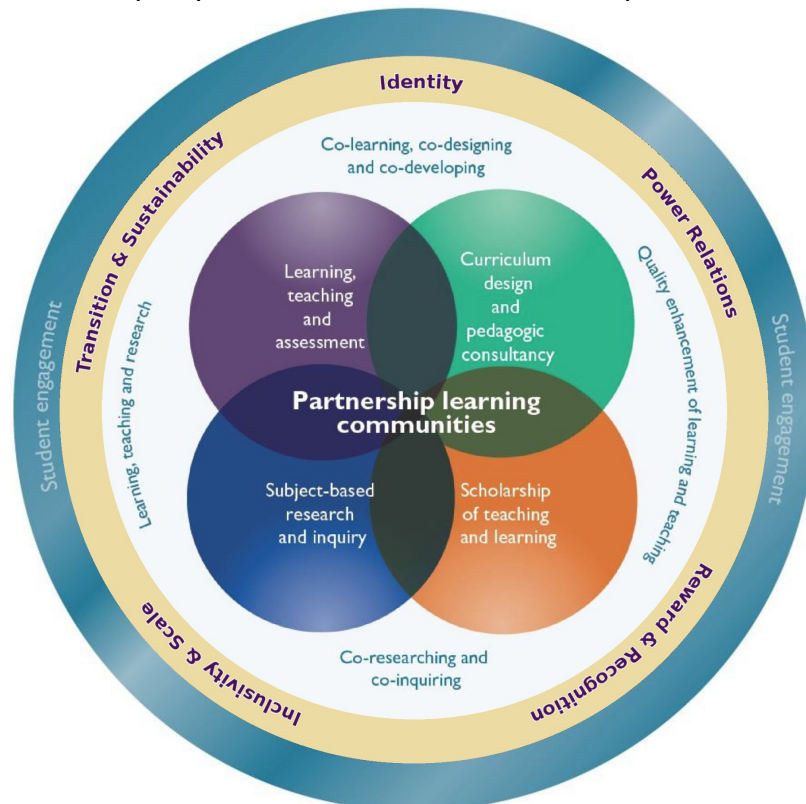 Identity
Transition & Sustainability
Power Relations
Co-learning, co-designing
and co-developing
Student engagement
Learning, teaching and research
Learning,
teaching
and
assessment
Curriculum
design
and
pedagogic
consultancy
Quality enhancement of learning and teaching
Student engagement
Partnership learning
communities
Subject-based
research
and inquiry
Scholarship
of teaching
and learning
Co-researching and
co-inquiring
Inclusivity & Scale
Reward & Recognition